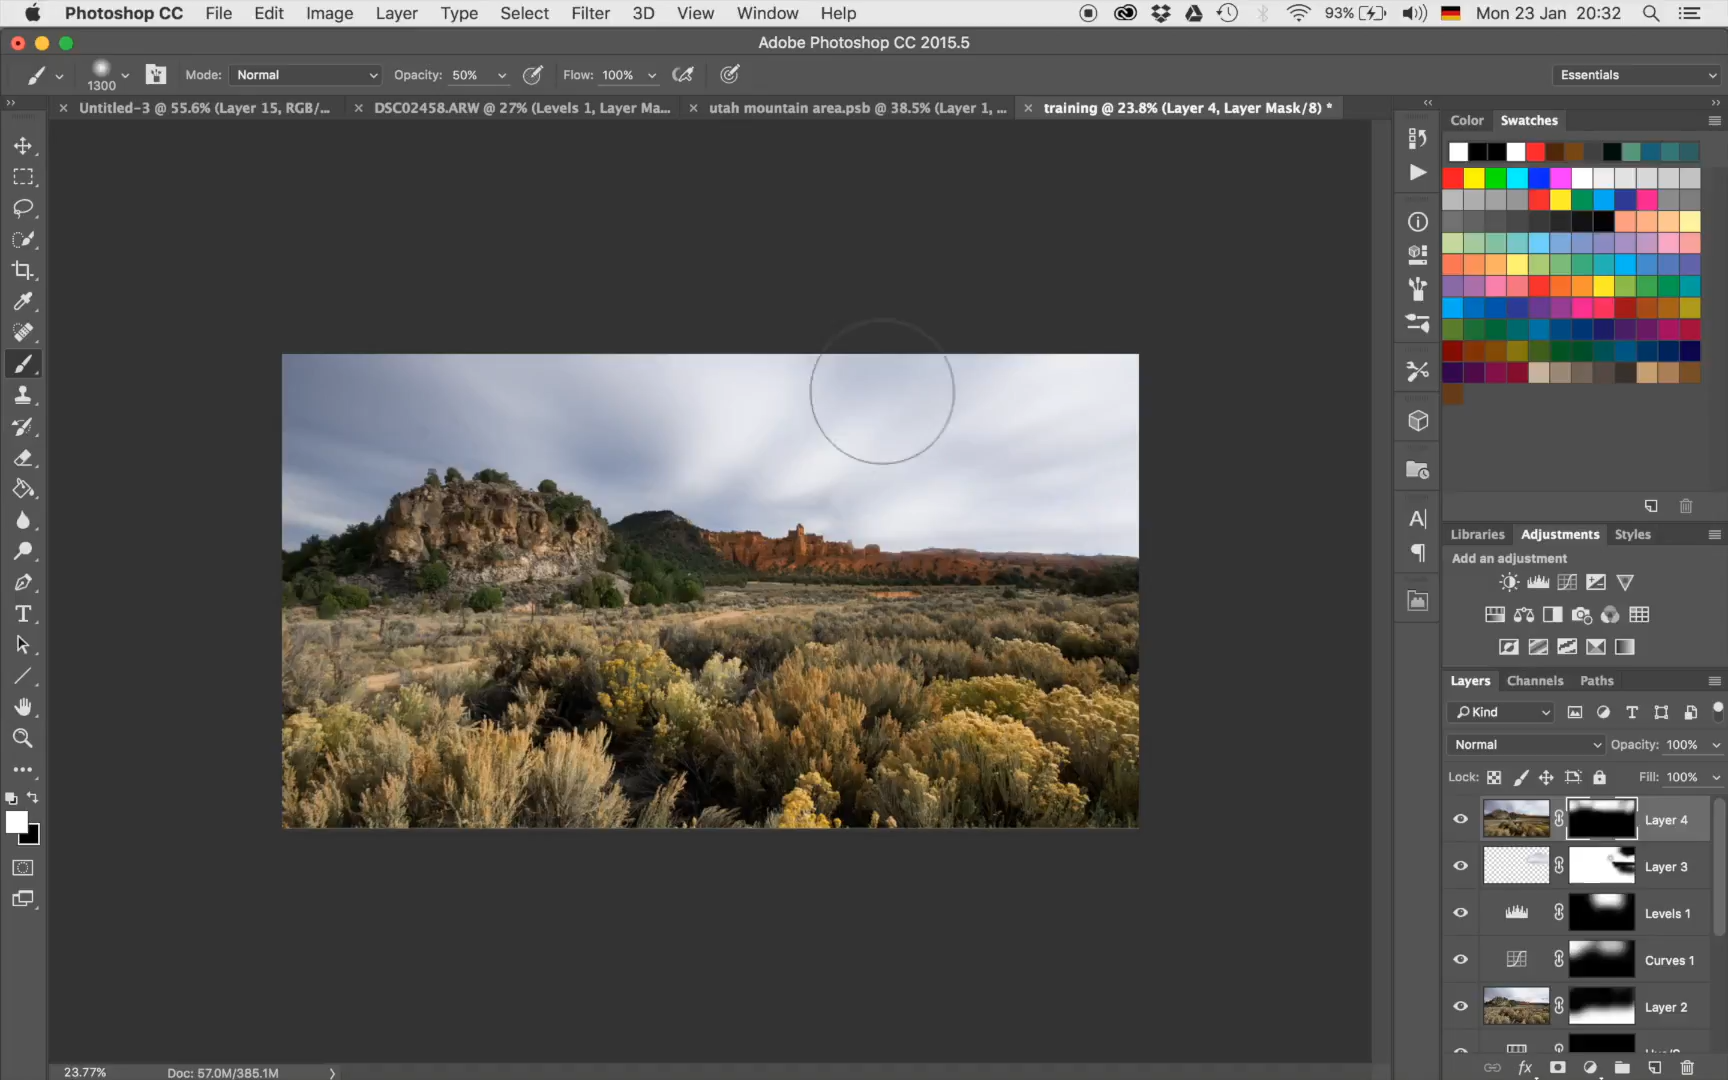 Photoshop CC File Edit Image Layer Type Select Filter 3D View Window Help 93% Mon 23 Jan 20:32
Adobe Photoshop CC 2015.5
1300 Mode: Normal Opacity: 50% Flow: 100% Essentials
Untitled-3 @ 55.6% (Layer 15, RGB/... DSC02458.ARW @ 27% (Levels 1, Layer Ma... utah mountain area.psb @ 38.5% (Layer 1, ... training @ 23.8% (Layer 4, Layer Mask/8) *
Color Swatches
Libraries Adjustments Styles
Add an adjustment
Layers Channels Paths
Kind
Normal Opacity: 100%
Lock: Fill: 100%
Layer 4
Layer 3
Levels 1
Curves 1
Layer 2
23.77% Doc: 57.0M/385.1M